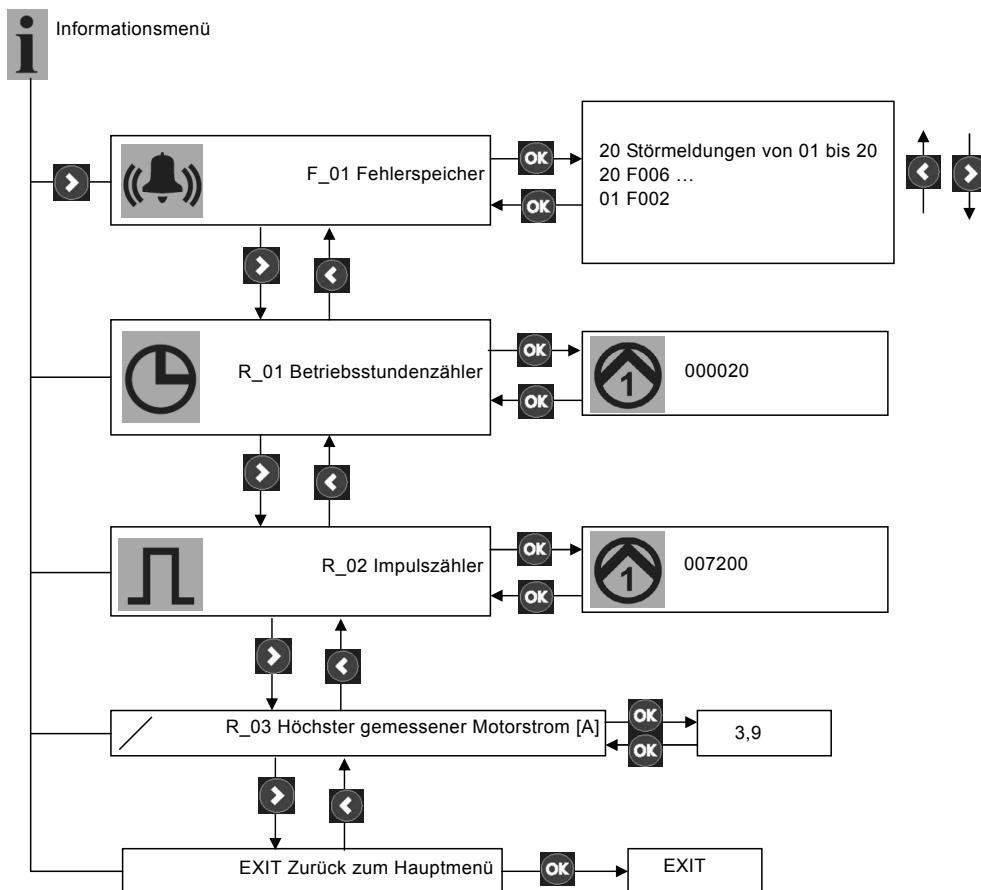 Informationsmenü
F_01 Fehlerspeicher
OK
OK
20 Störmeldungen von 01 bis 20
20 F006 …
01 F002
R_01 Betriebsstundenzähler
OK
OK
1
000020
R_02 Impulszähler
OK
OK
1
007200
R_03 Höchster gemessener Motorstrom [A]
OK
OK
3,9
EXIT Zurück zum Hauptmenü
OK
EXIT